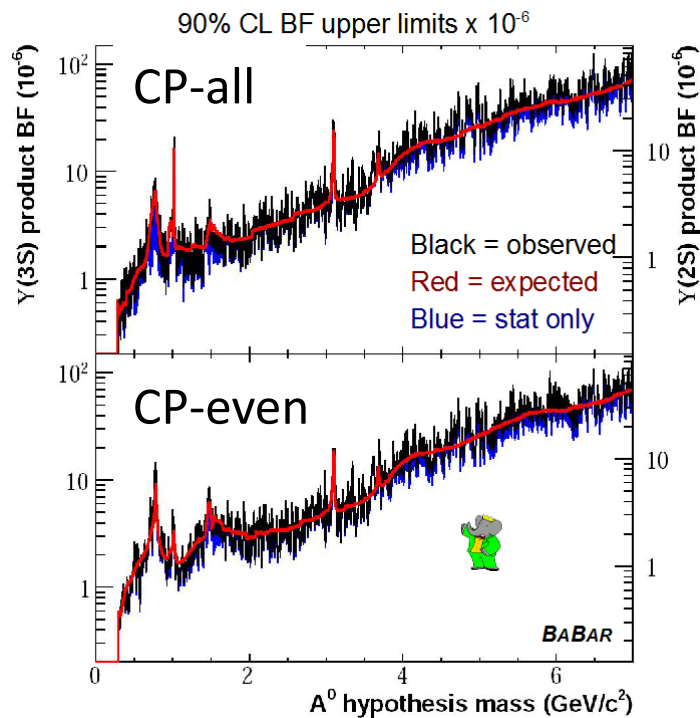 90% CL BF upper limits x 10⁻⁶
CP-all
Υ(3S) product BF (10⁻⁶)
Υ(2S) product BF (10⁻⁶)
10²
10
1
10
1
Black = observed
Red = expected
Blue = stat only
CP-even
10²
10
1
10
1
BABAR
0 2 4 6
A⁰ hypothesis mass (GeV/c²)